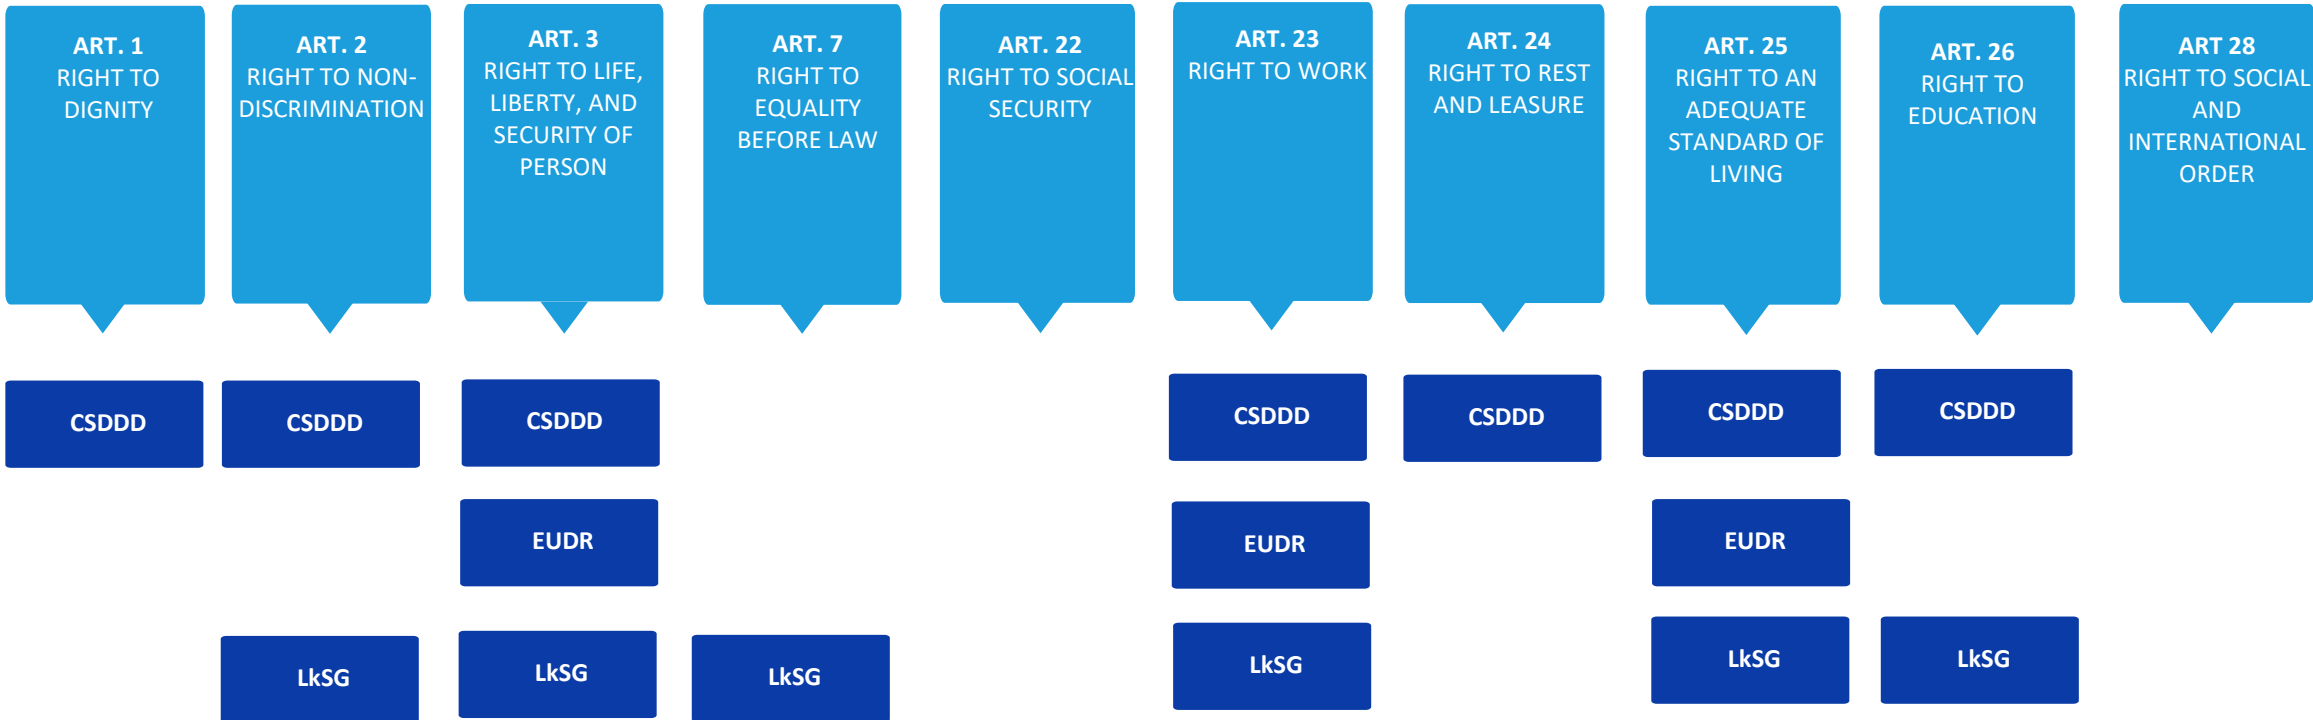 ART. 1
RIGHT TO
DIGNITY
ART. 2
RIGHT TO NON-
DISCRIMINATION
ART. 3
RIGHT TO LIFE,
LIBERTY, AND
SECURITY OF
PERSON
ART. 7
RIGHT TO
EQUALITY
BEFORE LAW
ART. 22
RIGHT TO SOCIAL
SECURITY
ART. 23
RIGHT TO WORK
ART. 24
RIGHT TO REST
AND LEASURE
ART. 25
RIGHT TO AN
ADEQUATE
STANDARD OF
LIVING
ART. 26
RIGHT TO
EDUCATION
ART 28
RIGHT TO SOCIAL
AND
INTERNATIONAL
ORDER
CSDDD
CSDDD
CSDDD
CSDDD
CSDDD
CSDDD
CSDDD
EUDR
EUDR
EUDR
LkSG
LkSG
LkSG
LkSG
LkSG
LkSG